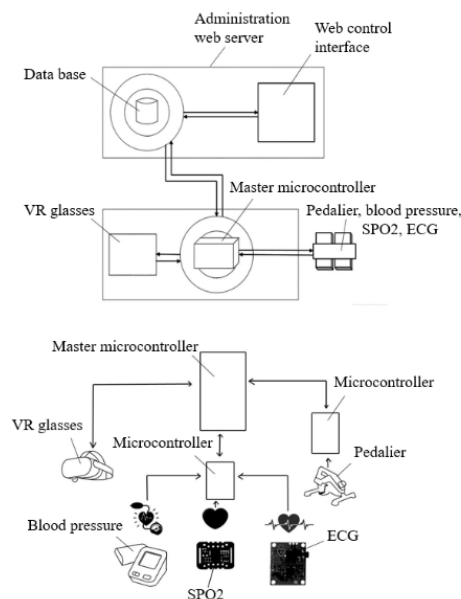 Administration
web server
Web control
interface
Data base
Master microcontroller
VR glasses
Pedalier, blood pressure,
SPO2, ECG
Master microcontroller
Microcontroller
VR glasses
Microcontroller
Pedalier
Blood pressure
ECG
SPO2